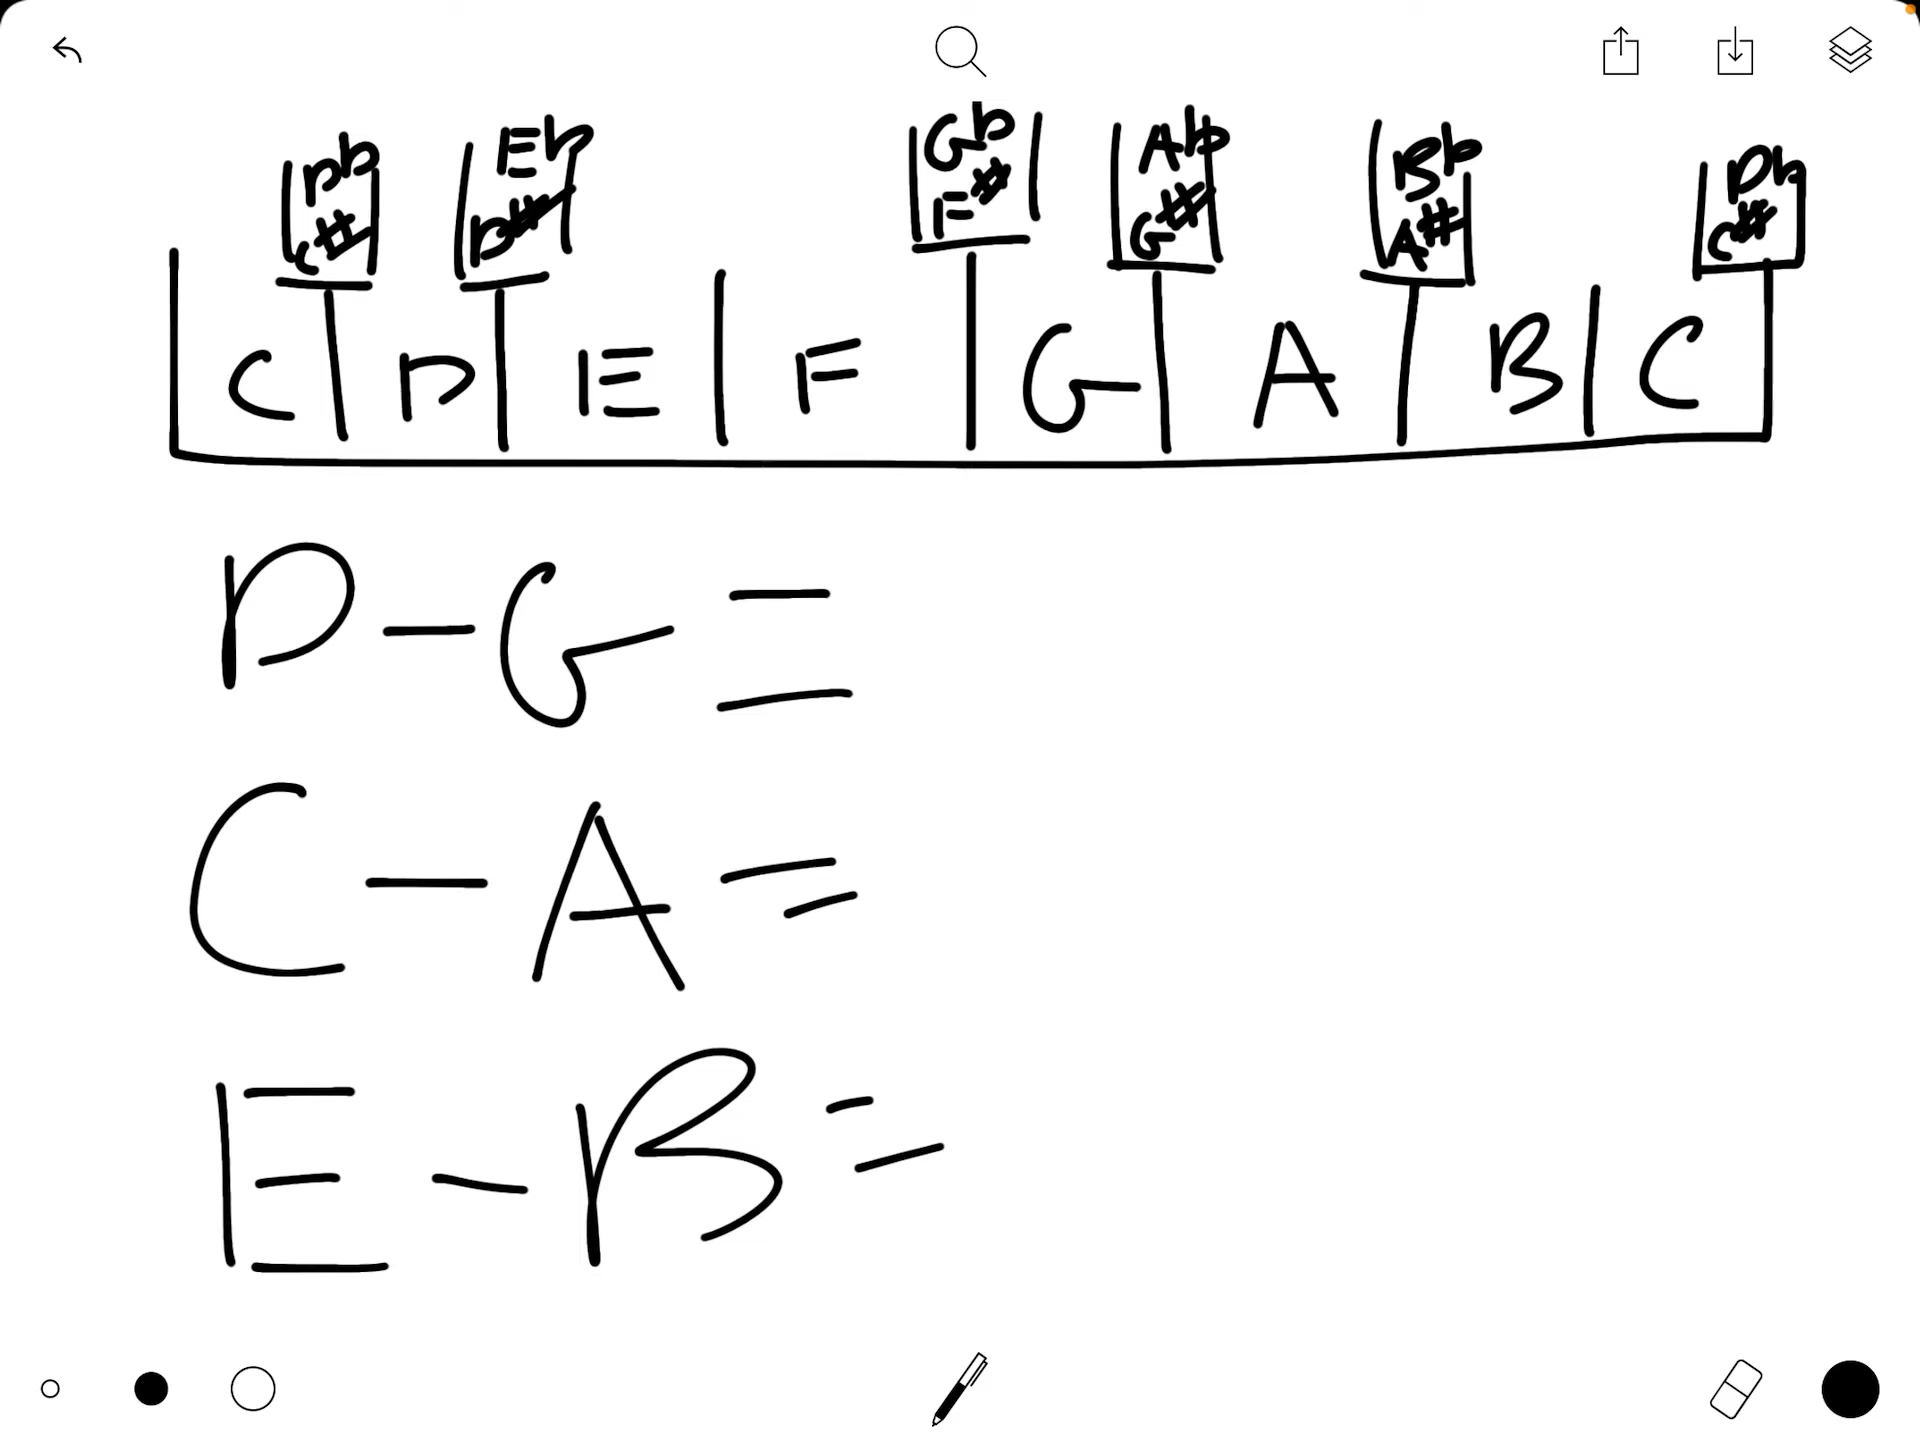 Db Eb Gb Ab Bb Db
C# D# F# G# A# C#
C D E F G A B C
D - G =
C - A =
E - B =